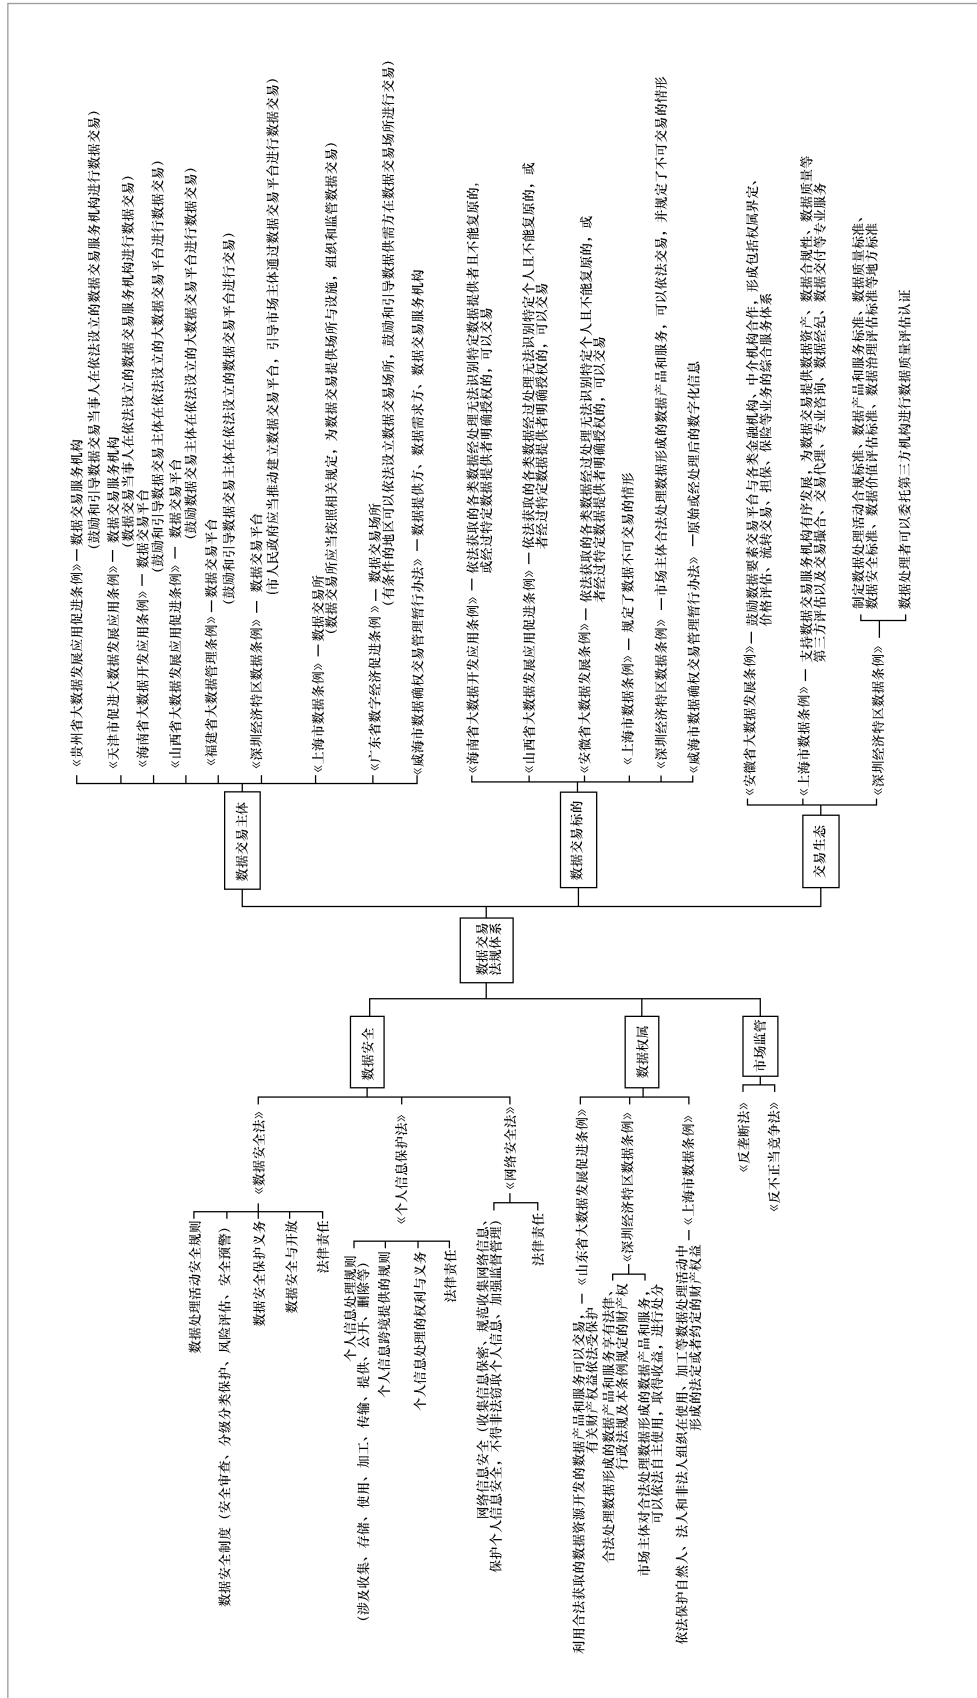 数据交易
法规体系
数据安全
《数据安全法》
数据处理活动安全规则
数据安全制度（安全审查、分级分类保护、风险评估、安全预警）
数据安全保护义务
数据安全与开放
法律责任
《个人信息保护法》
个人信息处理规则
（涉及收集、存储、使用、加工、传输、提供、公开、删除等）
个人信息跨境提供的规则
个人信息处理的权利与义务
法律责任
《网络安全法》
网络信息安全（收集信息保密、规范收集网络信息、
保护个人信息安全，不得非法窃取个人信息、加强监督管理）
法律责任
数据权属
利用合法获取的数据资源开发的数据产品和服务可以交易，
有关财产权益依法受保护
《山东省大数据发展促进条例》
合法处理数据形成的数据产品和服务享有法律、
行政法规及本条例规定的财产权
《深圳经济特区数据条例》
市场主体对合法处理数据形成的数据产品和服务，
可以依法自主使用，取得收益，进行处分
依法保护自然人、法人和非法人组织在使用、加工等数据处理活动中
形成的法定或者约定的财产权益
《上海市数据条例》
市场监管
《反垄断法》
《反不正当竞争法》
数据交易主体
《贵州省大数据发展应用促进条例》—数据交易服务机构
（鼓励和引导数据交易当事人在依法设立的数据交易服务机构进行数据交易）
《天津市促进大数据发展应用条例》— 数据交易服务机构
（数据交易当事人在依法设立的数据交易服务机构进行数据交易）
《海南省大数据开发应用条例》— 数据交易平台
（鼓励和引导数据交易主体在依法设立的大数据交易平台进行数据交易）
《山西省大数据发展应用促进条例》— 数据交易平台
（鼓励数据交易主体在依法设立的大数据交易平台进行数据交易）
《福建省大数据管理条例》— 数据交易平台
（鼓励和引导数据交易主体在依法设立的数据交易平台进行交易）
《深圳经济特区数据条例》— 数据交易平台
（市人民政府应当推动建立数据交易平台，引导市场主体通过数据交易平台进行数据交易）
《上海市数据条例》— 数据交易所
（数据交易所应当按照相关规定，为数据交易提供场所与设施，组织和监管数据交易）
《广东省数字经济促进条例》— 数据交易场所
（有条件的地区可以依法设立数据交易场所，鼓励和引导数据供需方在数据交易场所进行交易）
《威海市数据确权交易管理暂行办法》— 数据提供方、数据需求方、数据交易服务机构
数据交易标的
《海南省大数据开发应用条例》— 依法获取的各类数据经处理无法识别特定数据提供者且不能复原的，
或经过特定数据提供者明确授权的，可以交易
《山西省大数据发展应用促进条例》—依法获取的各类数据经过处理无法识别特定个人且不能复原的，或
者经过特定数据提供者明确授权的，可以交易
《安徽省大数据发展条例》— 依法获取的各类数据经过处理无法识别特定个人且不能复原的，或
者经过特定数据提供者明确授权的，可以交易
《上海市数据条例》— 规定了数据不可交易的情形
《深圳经济特区数据条例》—市场主体合法处理数据形成的数据产品和服务，可以依法交易，并规定了不可交易的情形
《威海市数据确权交易管理暂行办法》— 原始或经处理后的数字化信息
交易生态
《安徽省大数据发展条例》— 鼓励数据要素交易平台与各类金融机构、中介机构合作，形成包括权属界定、
价格评估、流转交易、担保、保险等业务的综合服务体系
《上海市数据条例》— 支持数据交易服务机构有序发展，为数据交易提供数据资产、数据合规性、数据质量等
第三方评估以及交易撮合、交易代理、专业咨询、数据经纪、数据交付等专业服务
《深圳经济特区数据条例》
制定数据处理活动合规标准、数据产品和服务标准、数据质量标准、
数据安全标准、数据价值评估标准、数据治理评估标准等地方标准
数据处理者可以委托第三方机构进行数据质量评估认证